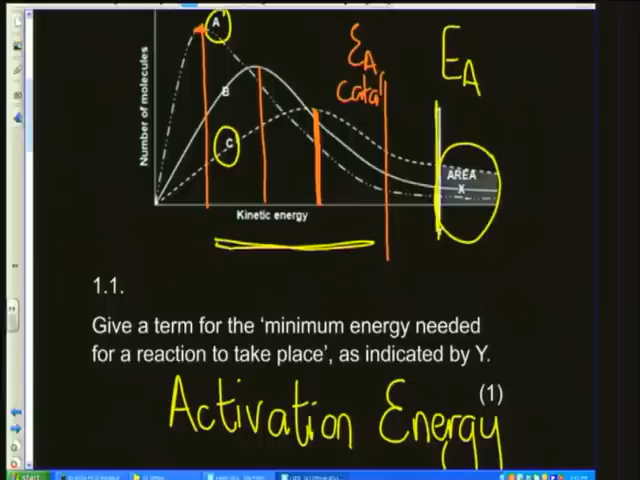 A
B
C
Number of molecules
Kinetic energy
EA
catal
EA
AREA
X
1.1.
Give a term for the ‘minimum energy needed
for a reaction to take place’, as indicated by Y.
(1)
Activation Energy
start